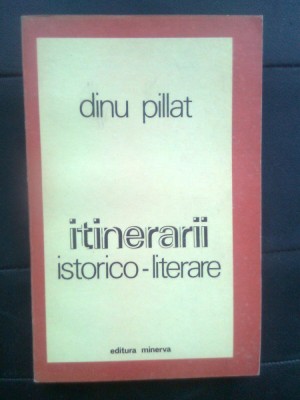 dinu pillat
itinerarii
istorico-literare
editura minerva